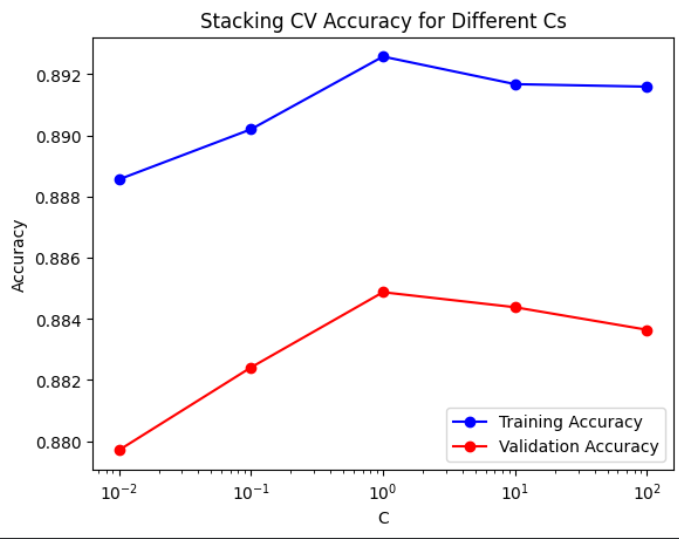 Stacking CV Accuracy for Different Cs
0.892
0.890
0.888
0.886
0.884
0.882
0.880
Accuracy
Training Accuracy
Validation Accuracy
10⁻² 10⁻¹ 10⁰ 10¹ 10²
C